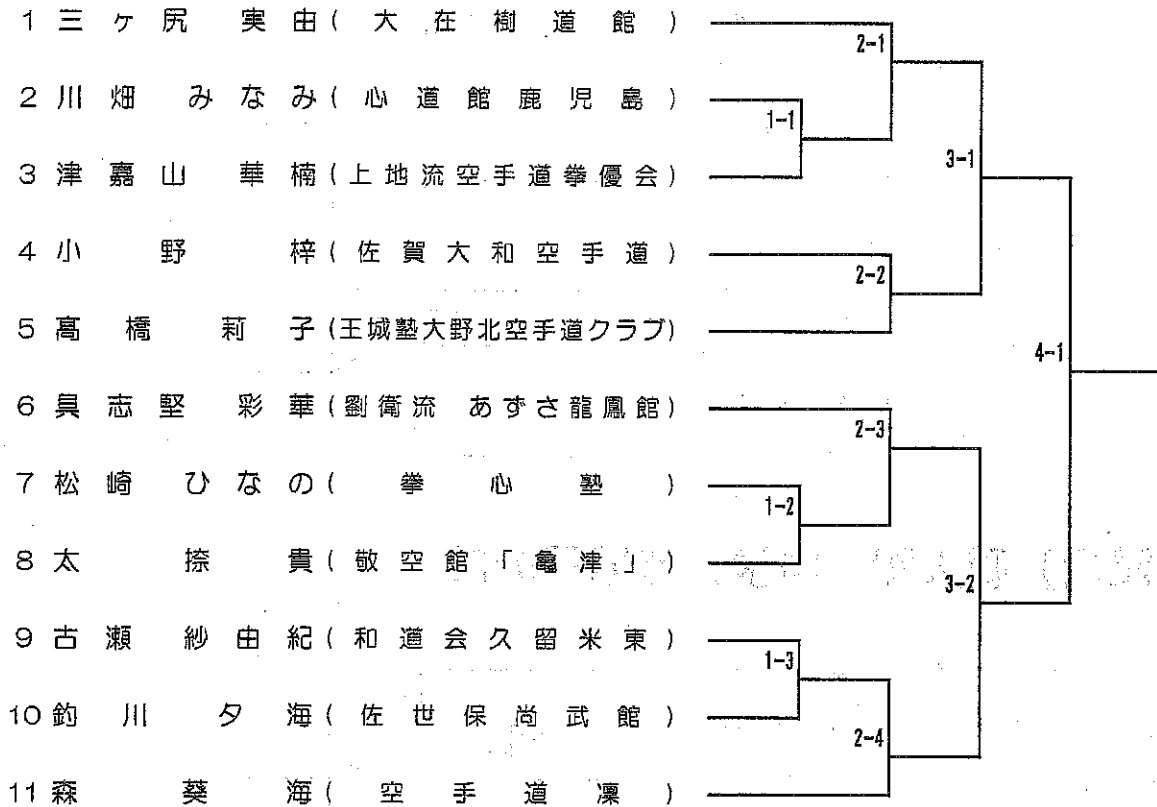 1 三ヶ尻 実由 (大在樹道館)
2-1
2 川畑 みなみ (心道館鹿児島)
1-1
3 津嘉山 華楠 (上地流空手道拳優会)
3-1
4 小野 梓 (佐賀大和空手道)
2-2
5 髙橋 莉子 (王城塾大野北空手道クラブ)
4-1
6 具志堅 彩華 (劉衛流 あずさ龍鳳館)
2-3
7 松崎 ひなの (拳心塾)
1-2
8 太 捺貴 (敬空館「亀津」)
3-2
9 古瀬 紗由紀 (和道会久留米東)
1-3
10 釣川 夕海 (佐世保尚武館)
2-4
11 森 葵海 (空手道凜)